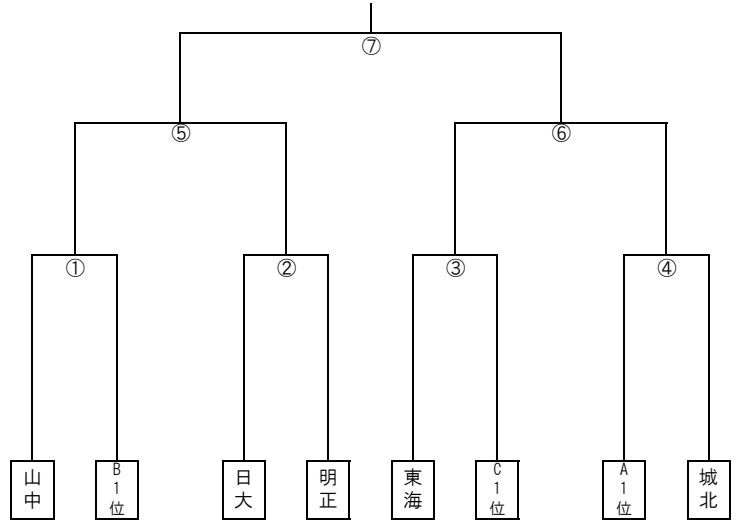 ⑦
⑤
⑥
①
②
③
④
山中
B1位
日大
明正
東海
C1位
A1位
城北